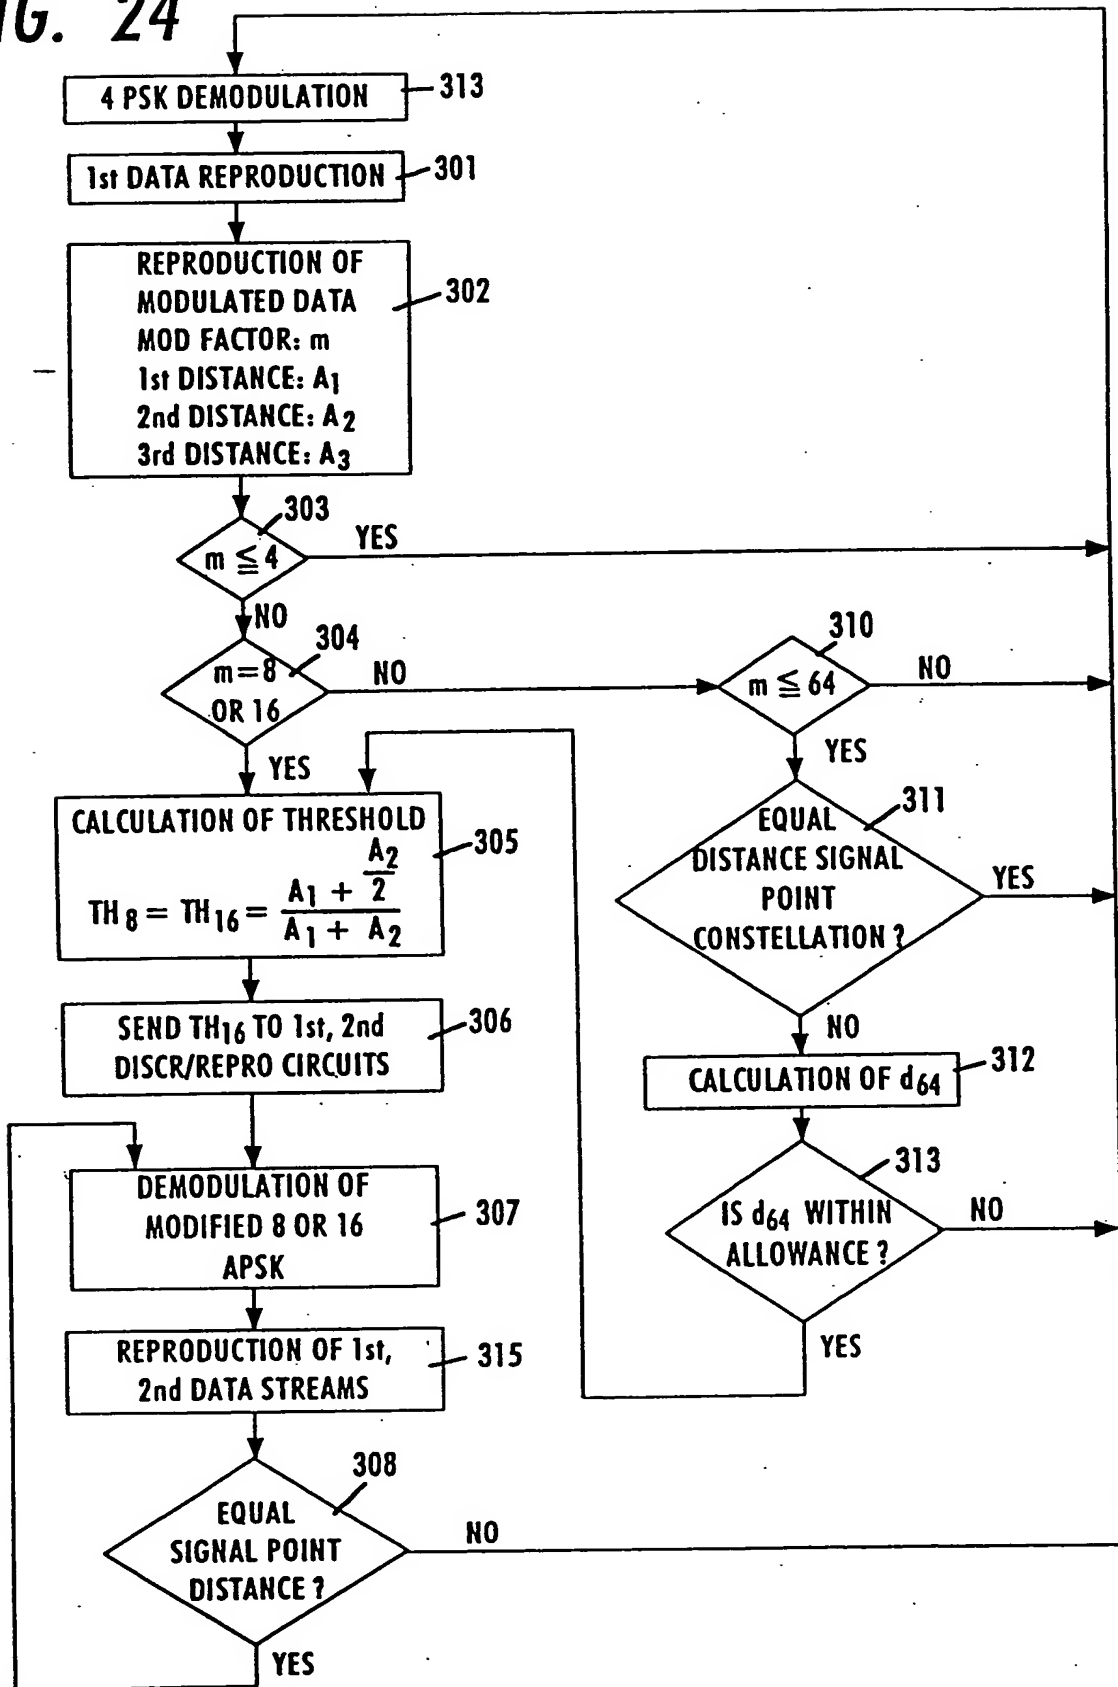 FIG. 24
4 PSK DEMODULATION
313
1st DATA REPRODUCTION
301
REPRODUCTION OF
MODULATED DATA
MOD FACTOR: m
1st DISTANCE: A1
2nd DISTANCE: A2
3rd DISTANCE: A3
302
303
m ≦ 4
YES
NO
304
m=8
OR 16
NO
YES
310
m ≦ 64
NO
YES
CALCULATION OF THRESHOLD
TH8 = TH16 = (A1 + A2/2)/(A1 + A2)
305
311
EQUAL
DISTANCE SIGNAL
POINT
CONSTELLATION ?
YES
NO
SEND TH16 TO 1st, 2nd
DISCR/REPRO CIRCUITS
306
CALCULATION OF d64
312
313
IS d64 WITHIN
ALLOWANCE ?
NO
YES
DEMODULATION OF
MODIFIED 8 OR 16
APSK
307
REPRODUCTION OF 1st,
2nd DATA STREAMS
315
308
EQUAL
SIGNAL POINT
DISTANCE ?
NO
YES